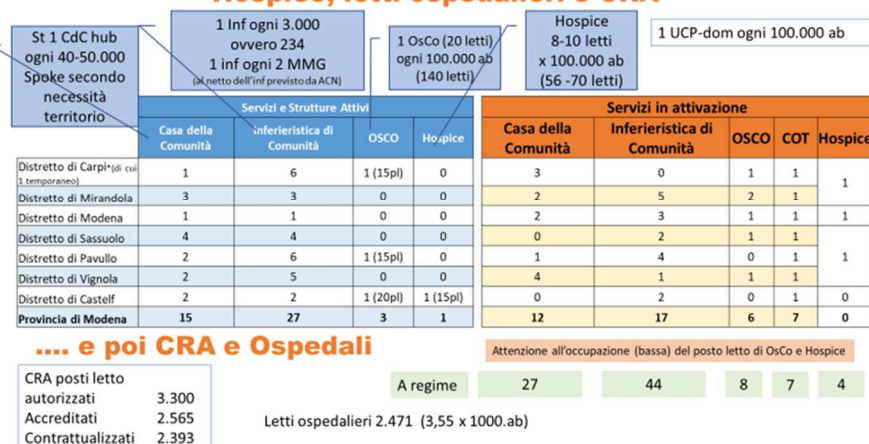 Hospice, letti ospedalieri e CRA
St 1 CdC hub
ogni 40-50.000
Spoke secondo
necessità
territorio
1 Inf ogni 3.000
ovvero 234
1 inf ogni 2 MMG
(al netto dell'inf previsto da ACN)
1 OsCo (20 letti)
ogni 100.000 ab
(140 letti)
Hospice
8-10 letti
x 100.000 ab
(56 -70 letti)
1 UCP-dom ogni 100.000 ab
Servizi e Strutture Attivi
Casa della Comunità Inferieristica di Comunità OSCO Hospice
Distretto di Carpi*(di cui 1 temporaneo) 1 6 1 (15pl) 0
Distretto di Mirandola 3 3 0 0
Distretto di Modena 1 1 0 0
Distretto di Sassuolo 4 4 0 0
Distretto di Pavullo 2 6 1 (15pl) 0
Distretto di Vignola 2 5 0 0
Distretto di Castelf 2 2 1 (20pl) 1 (15pl)
Provincia di Modena 15 27 3 1
Servizi in attivazione
Casa della Comunità Inferieristica di Comunità OSCO COT Hospice
3 0 1 1 1
2 5 2 1
2 3 1 1 1
0 2 1 1
1 4 0 1 1
4 1 1 1
0 2 0 1 0
12 17 6 7 0
.... e poi CRA e Ospedali
Attenzione all'occupazione (bassa) del posto letto di OsCo e Hospice
CRA posti letto
autorizzati 3.300
Accreditati 2.565
Contrattualizzati 2.393
A regime 27 44 8 7 4
Letti ospedalieri 2.471 (3,55 x 1000.ab)